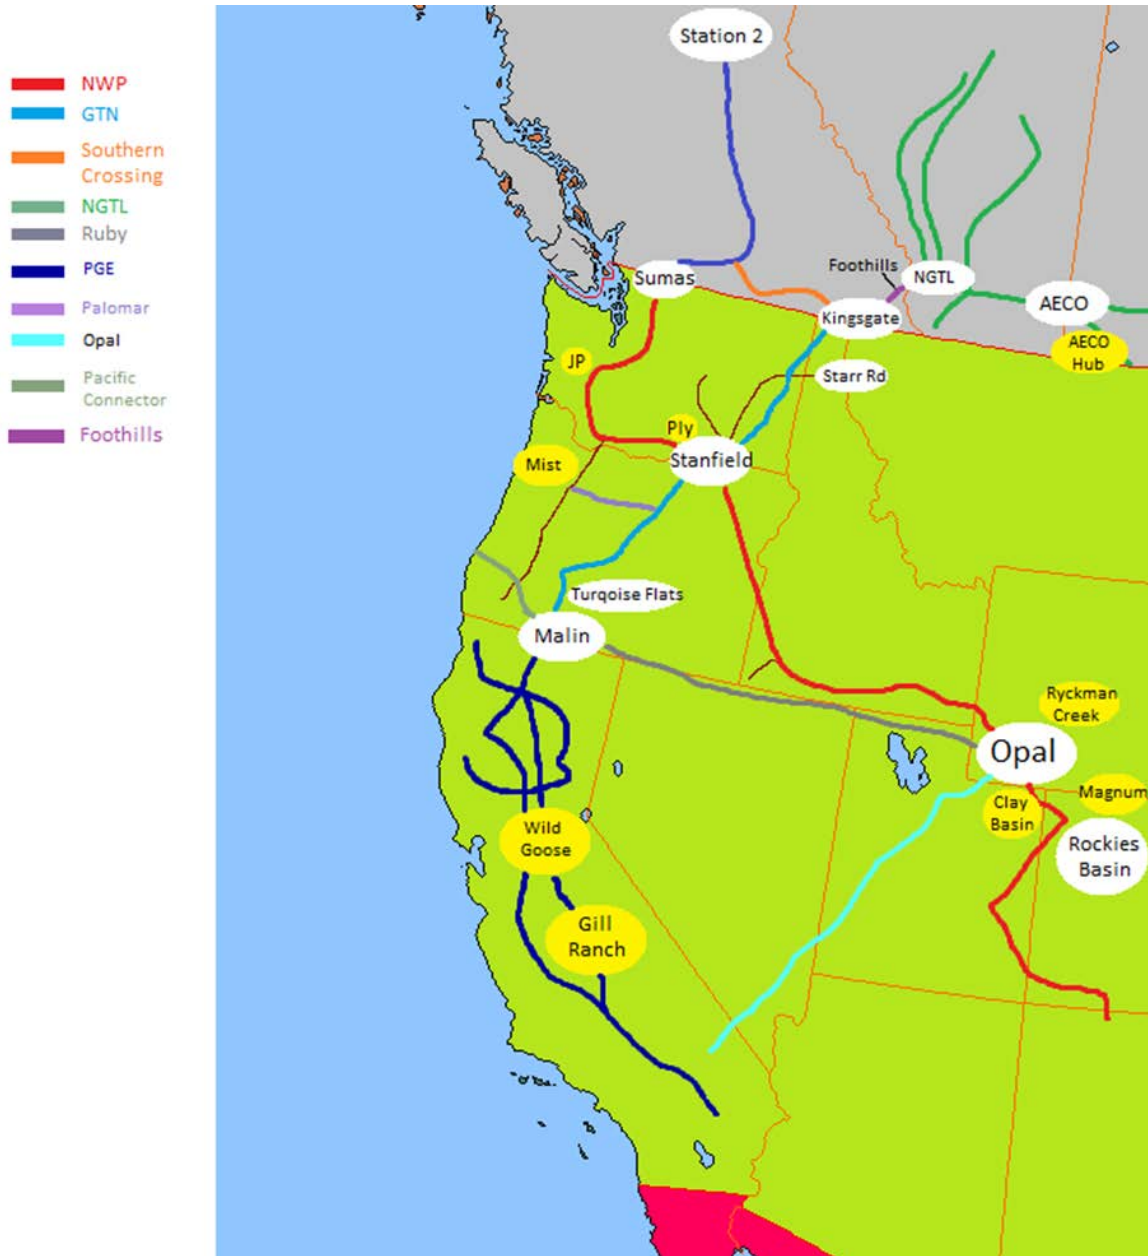 NWP
GTN
Southern
Crossing
NGTL
Ruby
PGE
Palomar
Opal
Pacific
Connector
Foothills
Station 2
Foothills
NGTL
Sumas
AECO
Kingsgate
AECO
Hub
JP
Starr Rd
Ply
Stanfield
Mist
Turqoise Flats
Malin
Ryckman
Creek
Opal
Magnum
Clay
Basin
Rockies
Basin
Wild
Goose
Gill
Ranch